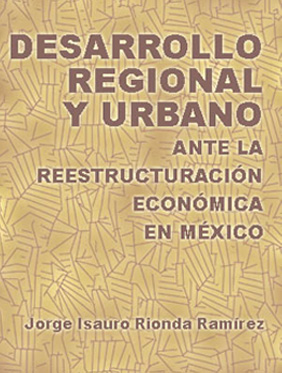 DESARROLLO
REGIONAL
Y URBANO
ANTE LA
REESTRUCTURACIÓN
ECONÓMICA
EN MÉXICO
Jorge Isauro Rionda Ramírez